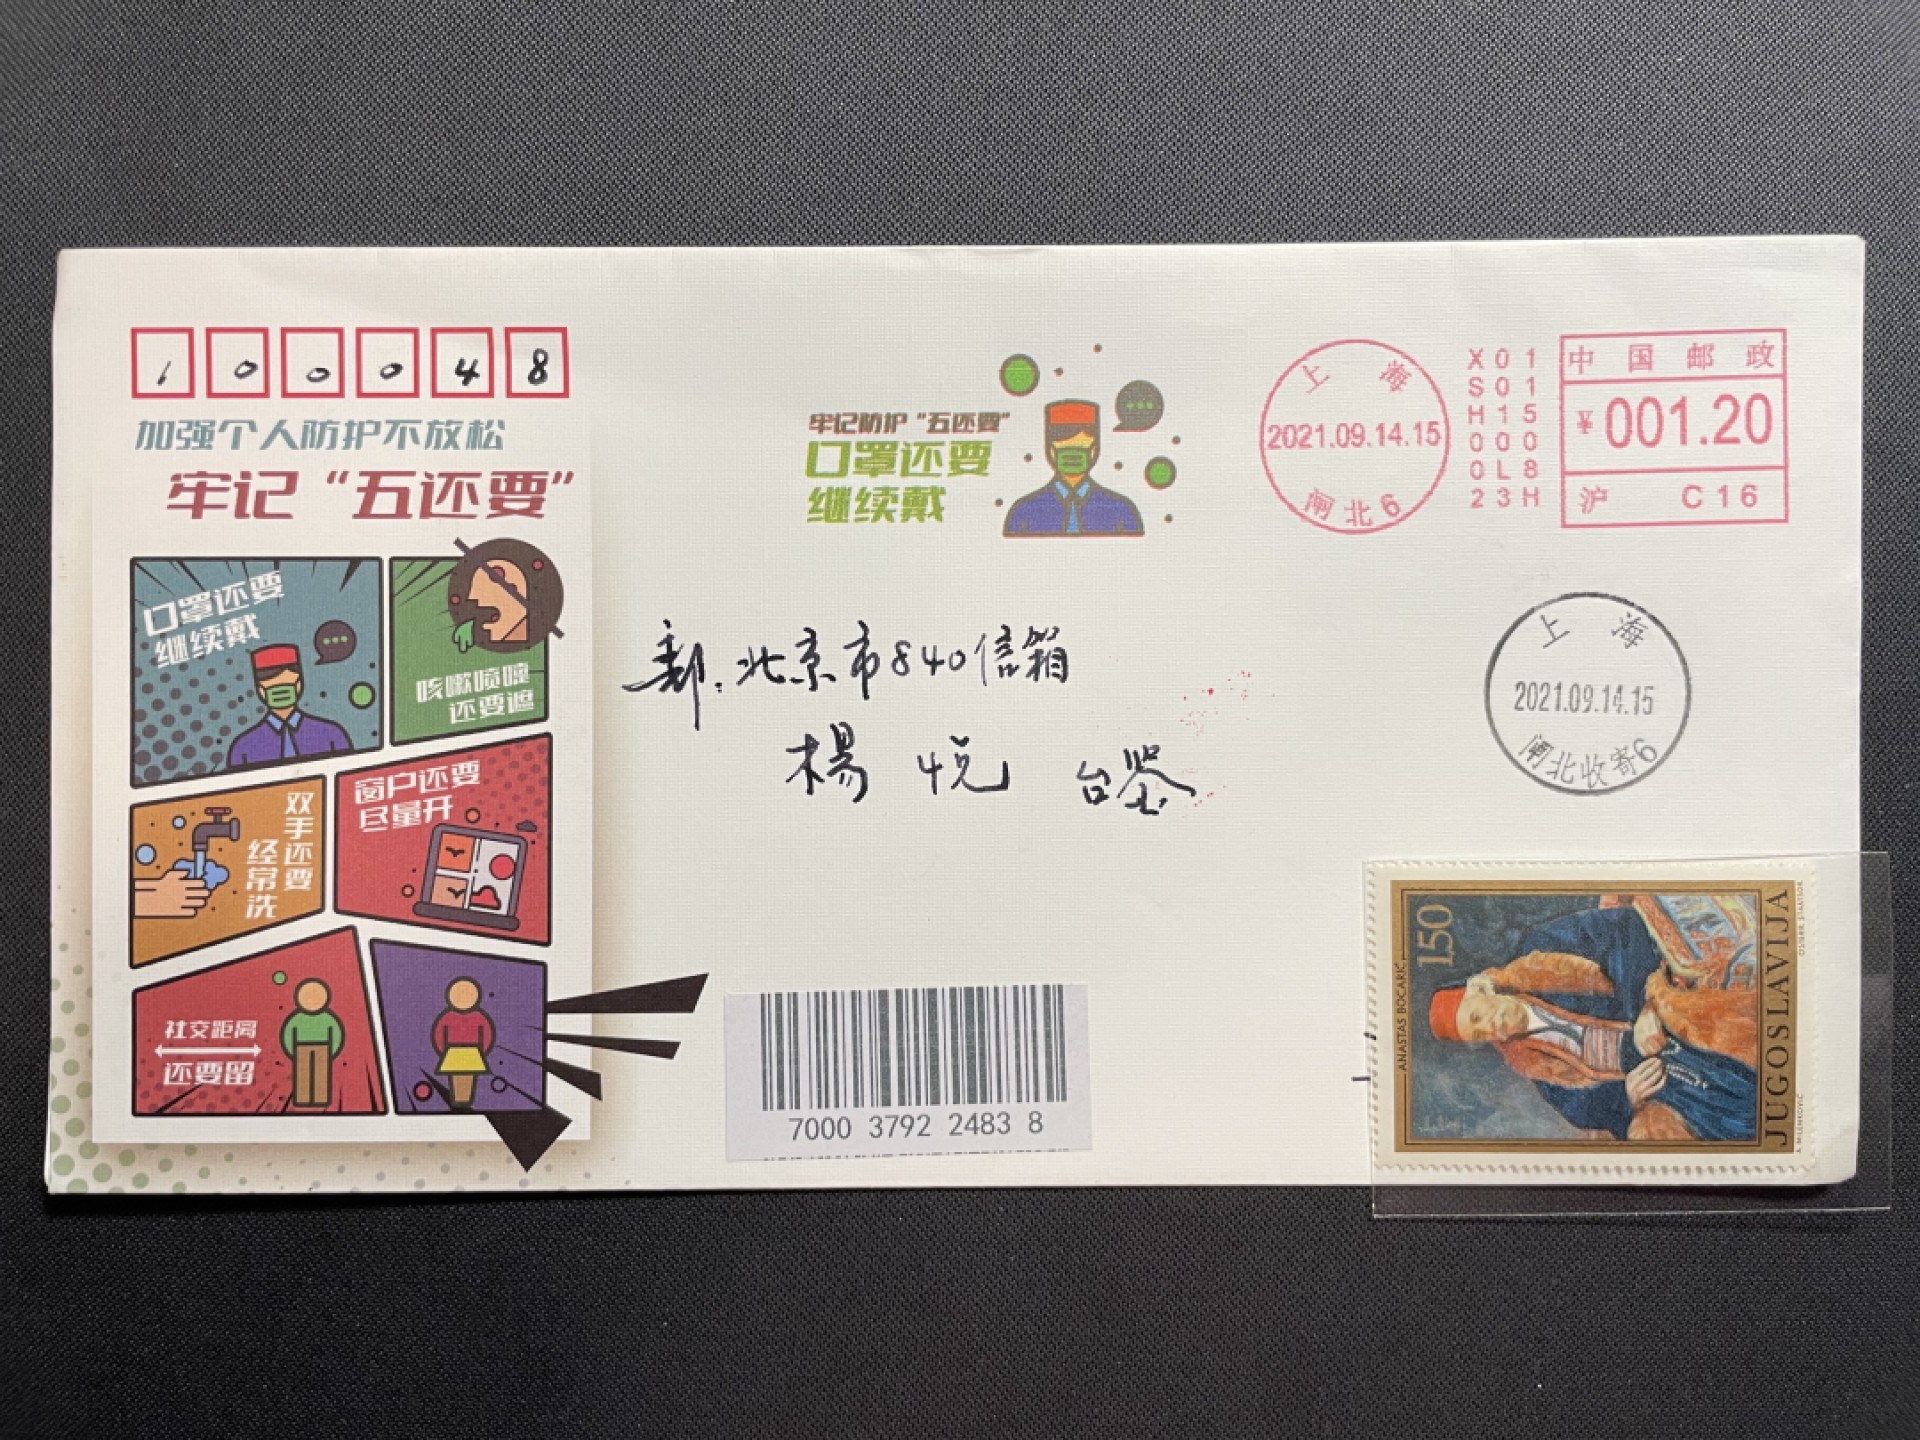 100048
加强个人防护不放松
牢记“五还要”
口罩还要
继续戴
咳嗽喷嚏
还要遮
双手还要
经常洗
窗户还要
尽量开
社交距离
还要留
牢记防护“五还要”
口罩还要
继续戴
上海
2021.09.14.15
闸北6
X01
S01
H15
000
0L8
23H
中国邮政
¥001.20
沪 C16
上海
2021.09.14.15
闸北收寄6
北京市840信箱
楊悦 台鉴
7000 3792 2483 8
ANASTAS BOCARIĆ
1.50
JUGOSLAVIJA
A. MILENKOVIĆ